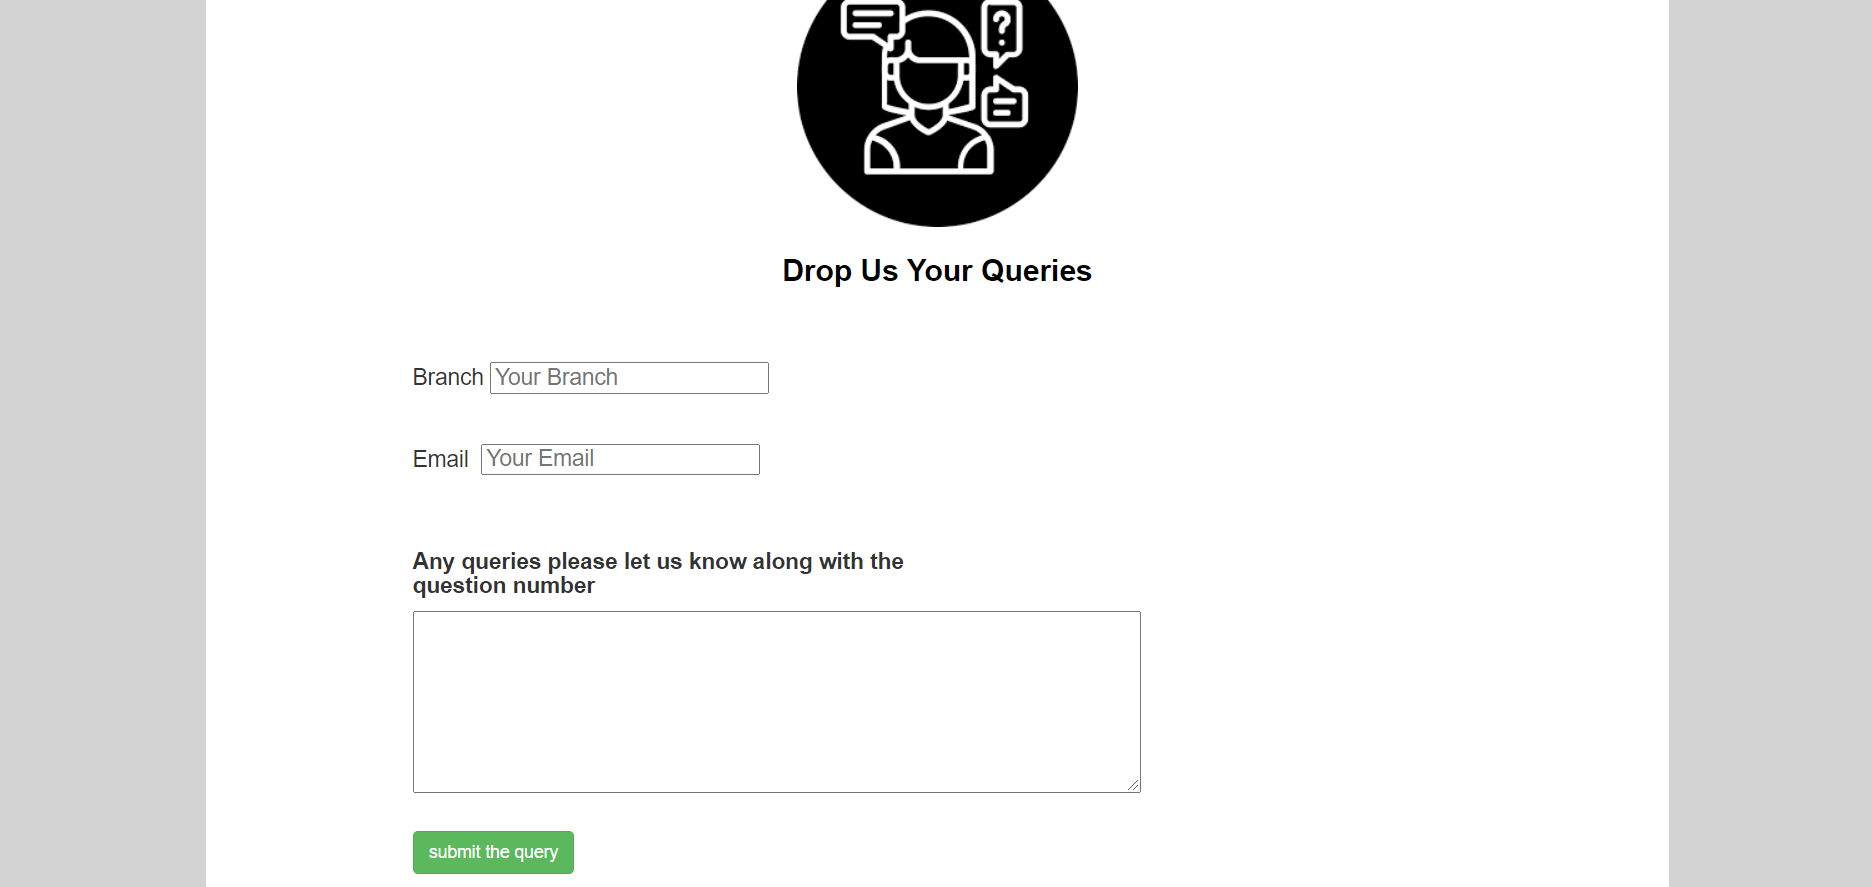 ?
Drop Us Your Queries
Branch Your Branch
Email Your Email
Any queries please let us know along with the
question number
submit the query